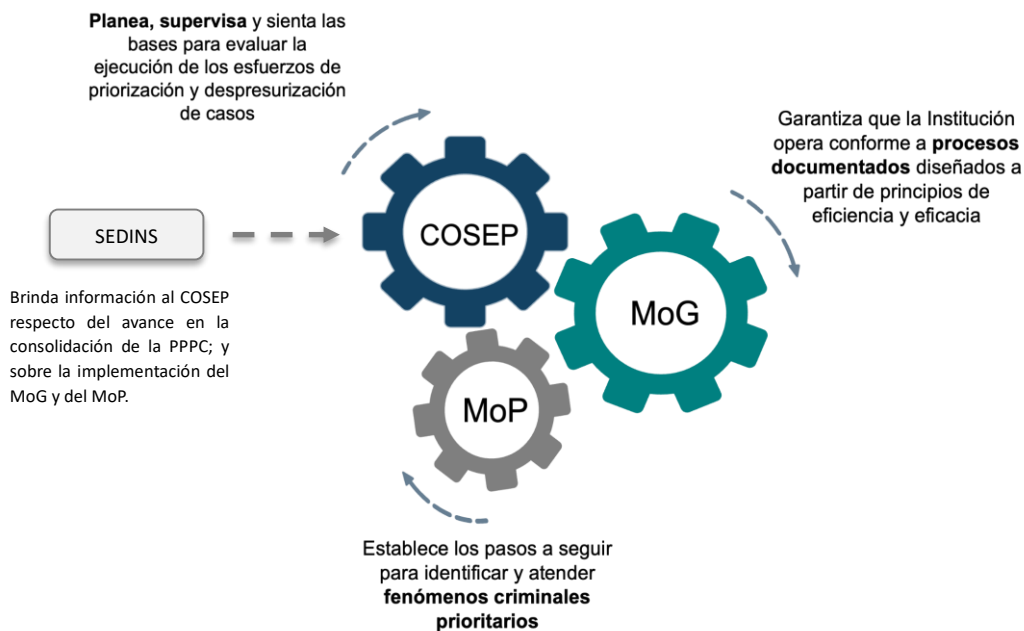 Planea, supervisa y sienta las
bases para evaluar la
ejecución de los esfuerzos de
priorización y despresurización
de casos
Garantiza que la Institución
opera conforme a procesos
documentados diseñados a
partir de principios de
eficiencia y eficacia
SEDINS
COSEP
Brinda información al COSEP
respecto del avance en la
consolidación de la PPPC; y
sobre la implementación del
MoG y del MoP.
MoG
MoP
Establece los pasos a seguir
para identificar y atender
fenómenos criminales
prioritarios